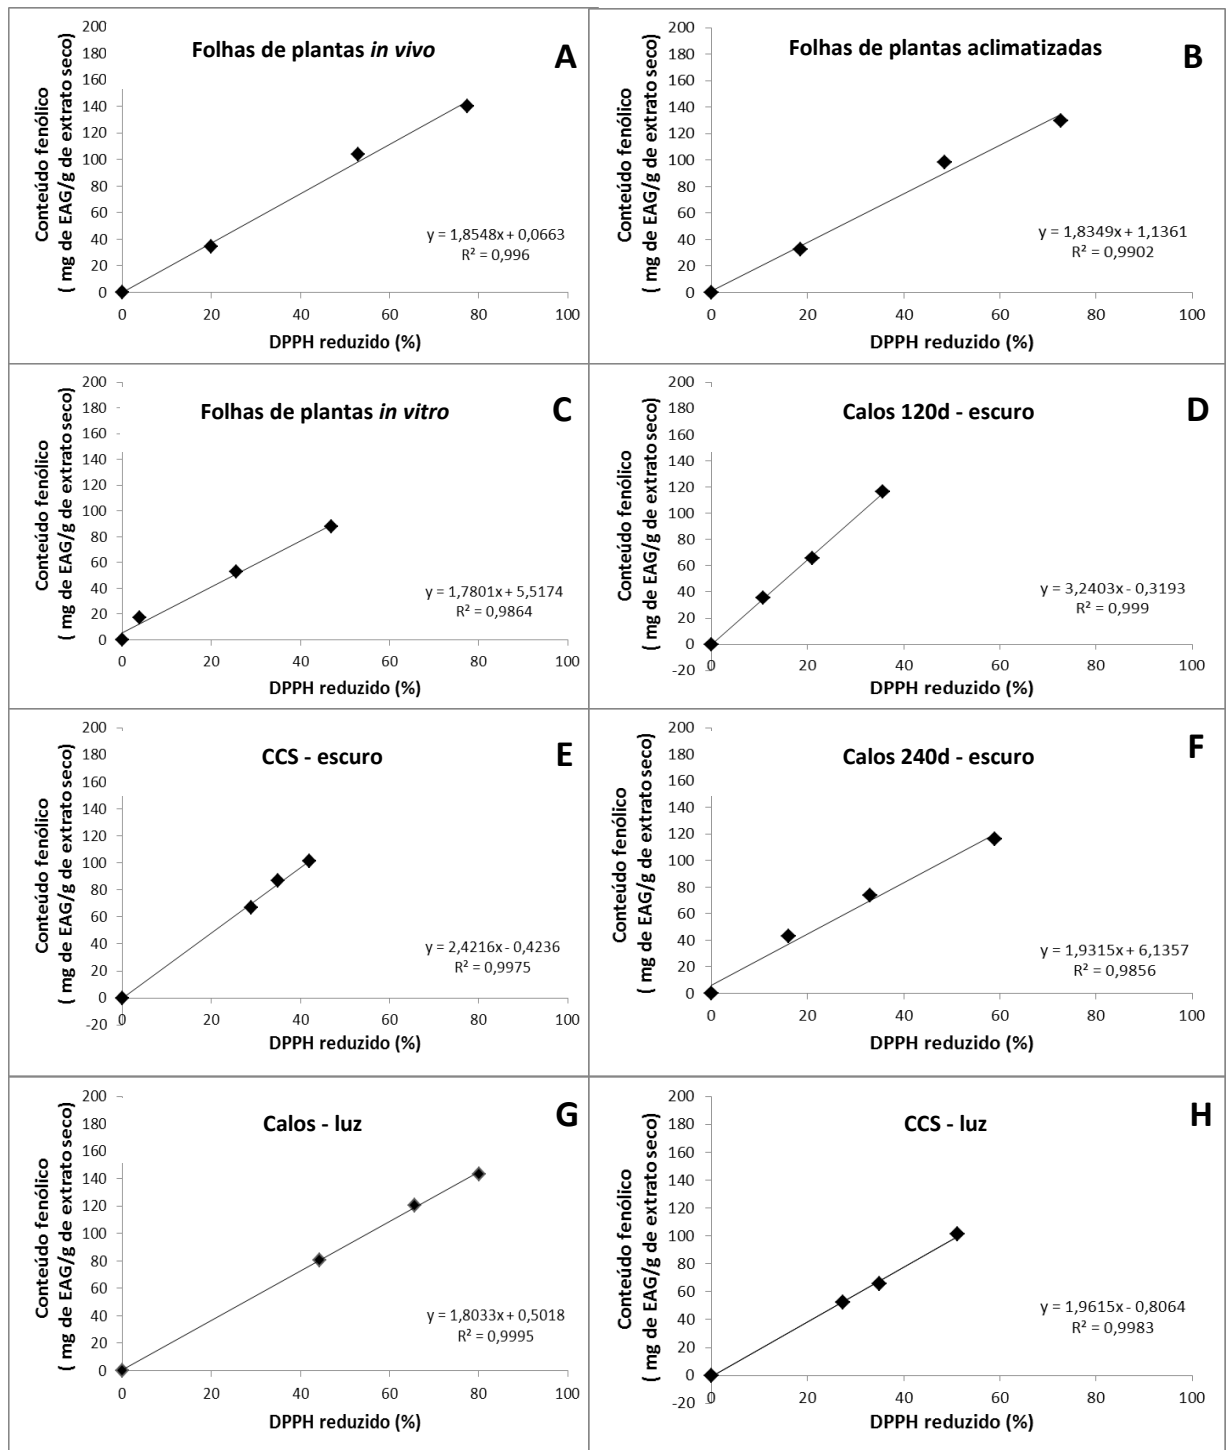 Folhas de plantas in vivo
A
Conteúdo fenólico
( mg de EAG/g de extrato seco)
200
180
160
140
120
100
80
60
40
20
0
y = 1,8548x + 0,0663
R² = 0,996
0 20 40 60 80 100
DPPH reduzido (%)
Folhas de plantas aclimatizadas
B
Conteúdo fenólico
( mg de EAG/g de extrato seco)
200
180
160
140
120
100
80
60
40
20
0
y = 1,8349x + 1,1361
R² = 0,9902
0 20 40 60 80 100
DPPH reduzido (%)
Folhas de plantas in vitro
C
Conteúdo fenólico
( mg de EAG/g de extrato seco)
200
180
160
140
120
100
80
60
40
20
0
y = 1,7801x + 5,5174
R² = 0,9864
0 20 40 60 80 100
DPPH reduzido (%)
Calos 120d - escuro
D
Conteúdo fenólico
( mg de EAG/g de extrato seco)
200
180
160
140
120
100
80
60
40
20
0
-20
y = 3,2403x - 0,3193
R² = 0,999
0 20 40 60 80 100
DPPH reduzido (%)
CCS - escuro
E
Conteúdo fenólico
( mg de EAG/g de extrato seco)
200
180
160
140
120
100
80
60
40
20
0
-20
y = 2,4216x - 0,4236
R² = 0,9975
0 20 40 60 80 100
DPPH reduzido (%)
Calos 240d - escuro
F
Conteúdo fenólico
( mg de EAG/g de extrato seco)
200
180
160
140
120
100
80
60
40
20
0
y = 1,9315x + 6,1357
R² = 0,9856
0 20 40 60 80 100
DPPH reduzido (%)
Calos - luz
G
Conteúdo fenólico
( mg de EAG/g de extrato seco)
200
180
160
140
120
100
80
60
40
20
0
y = 1,8033x + 0,5018
R² = 0,9995
0 20 40 60 80 100
DPPH reduzido (%)
CCS - luz
H
Conteúdo fenólico
( mg de EAG/g de extrato seco)
200
180
160
140
120
100
80
60
40
20
0
-20
y = 1,9615x - 0,8064
R² = 0,9983
0 20 40 60 80 100
DPPH reduzido (%)